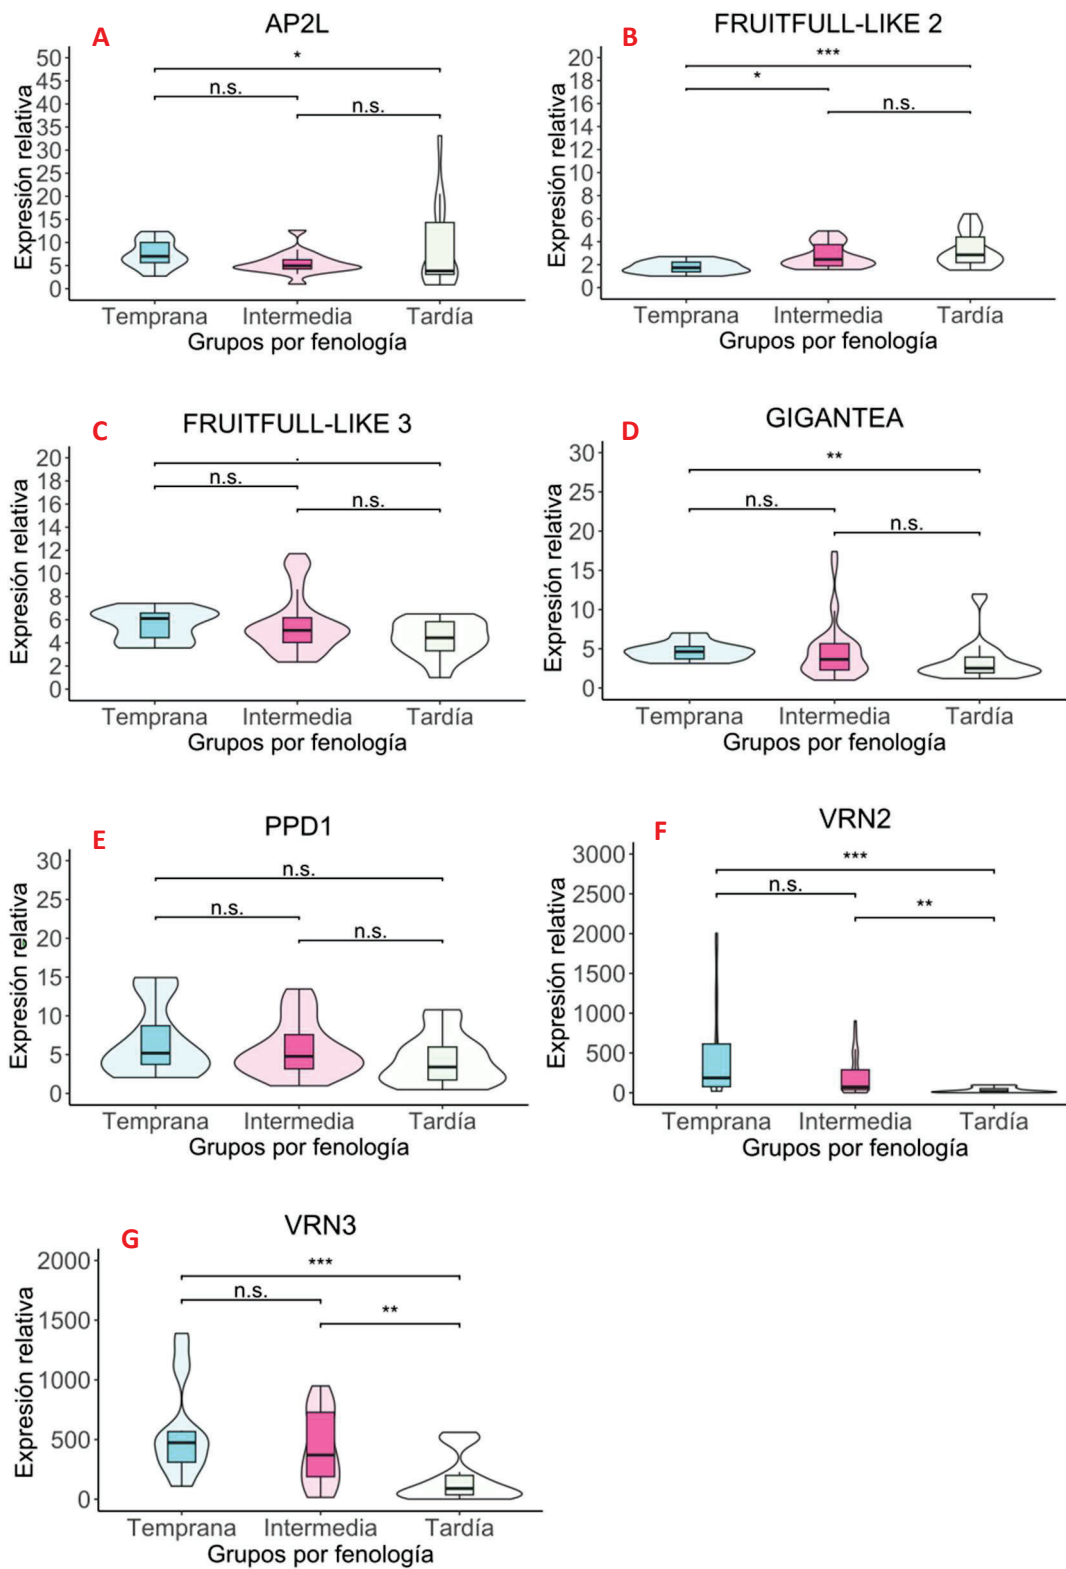 A
AP2L
50
45
40
35
30
25
20
15
10
5
0
Expresión relativa
*
n.s.
n.s.
Temprana Intermedia Tardía
Grupos por fenología
B
FRUITFULL-LIKE 2
20
18
16
14
12
10
8
6
4
2
0
Expresión relativa
***
*
n.s.
Temprana Intermedia Tardía
Grupos por fenología
C
FRUITFULL-LIKE 3
20
18
16
14
12
10
8
6
4
2
0
Expresión relativa
.
n.s.
n.s.
Temprana Intermedia Tardía
Grupos por fenología
D
GIGANTEA
30
25
20
15
10
5
0
Expresión relativa
**
n.s.
n.s.
Temprana Intermedia Tardía
Grupos por fenología
E
PPD1
30
25
20
15
10
5
0
Expresión relativa
n.s.
n.s.
n.s.
Temprana Intermedia Tardía
Grupos por fenología
F
VRN2
3000
2500
2000
1500
1000
500
0
Expresión relativa
***
n.s.
**
Temprana Intermedia Tardía
Grupos por fenología
G
VRN3
2000
1500
1000
500
0
Expresión relativa
***
n.s.
**
Temprana Intermedia Tardía
Grupos por fenología